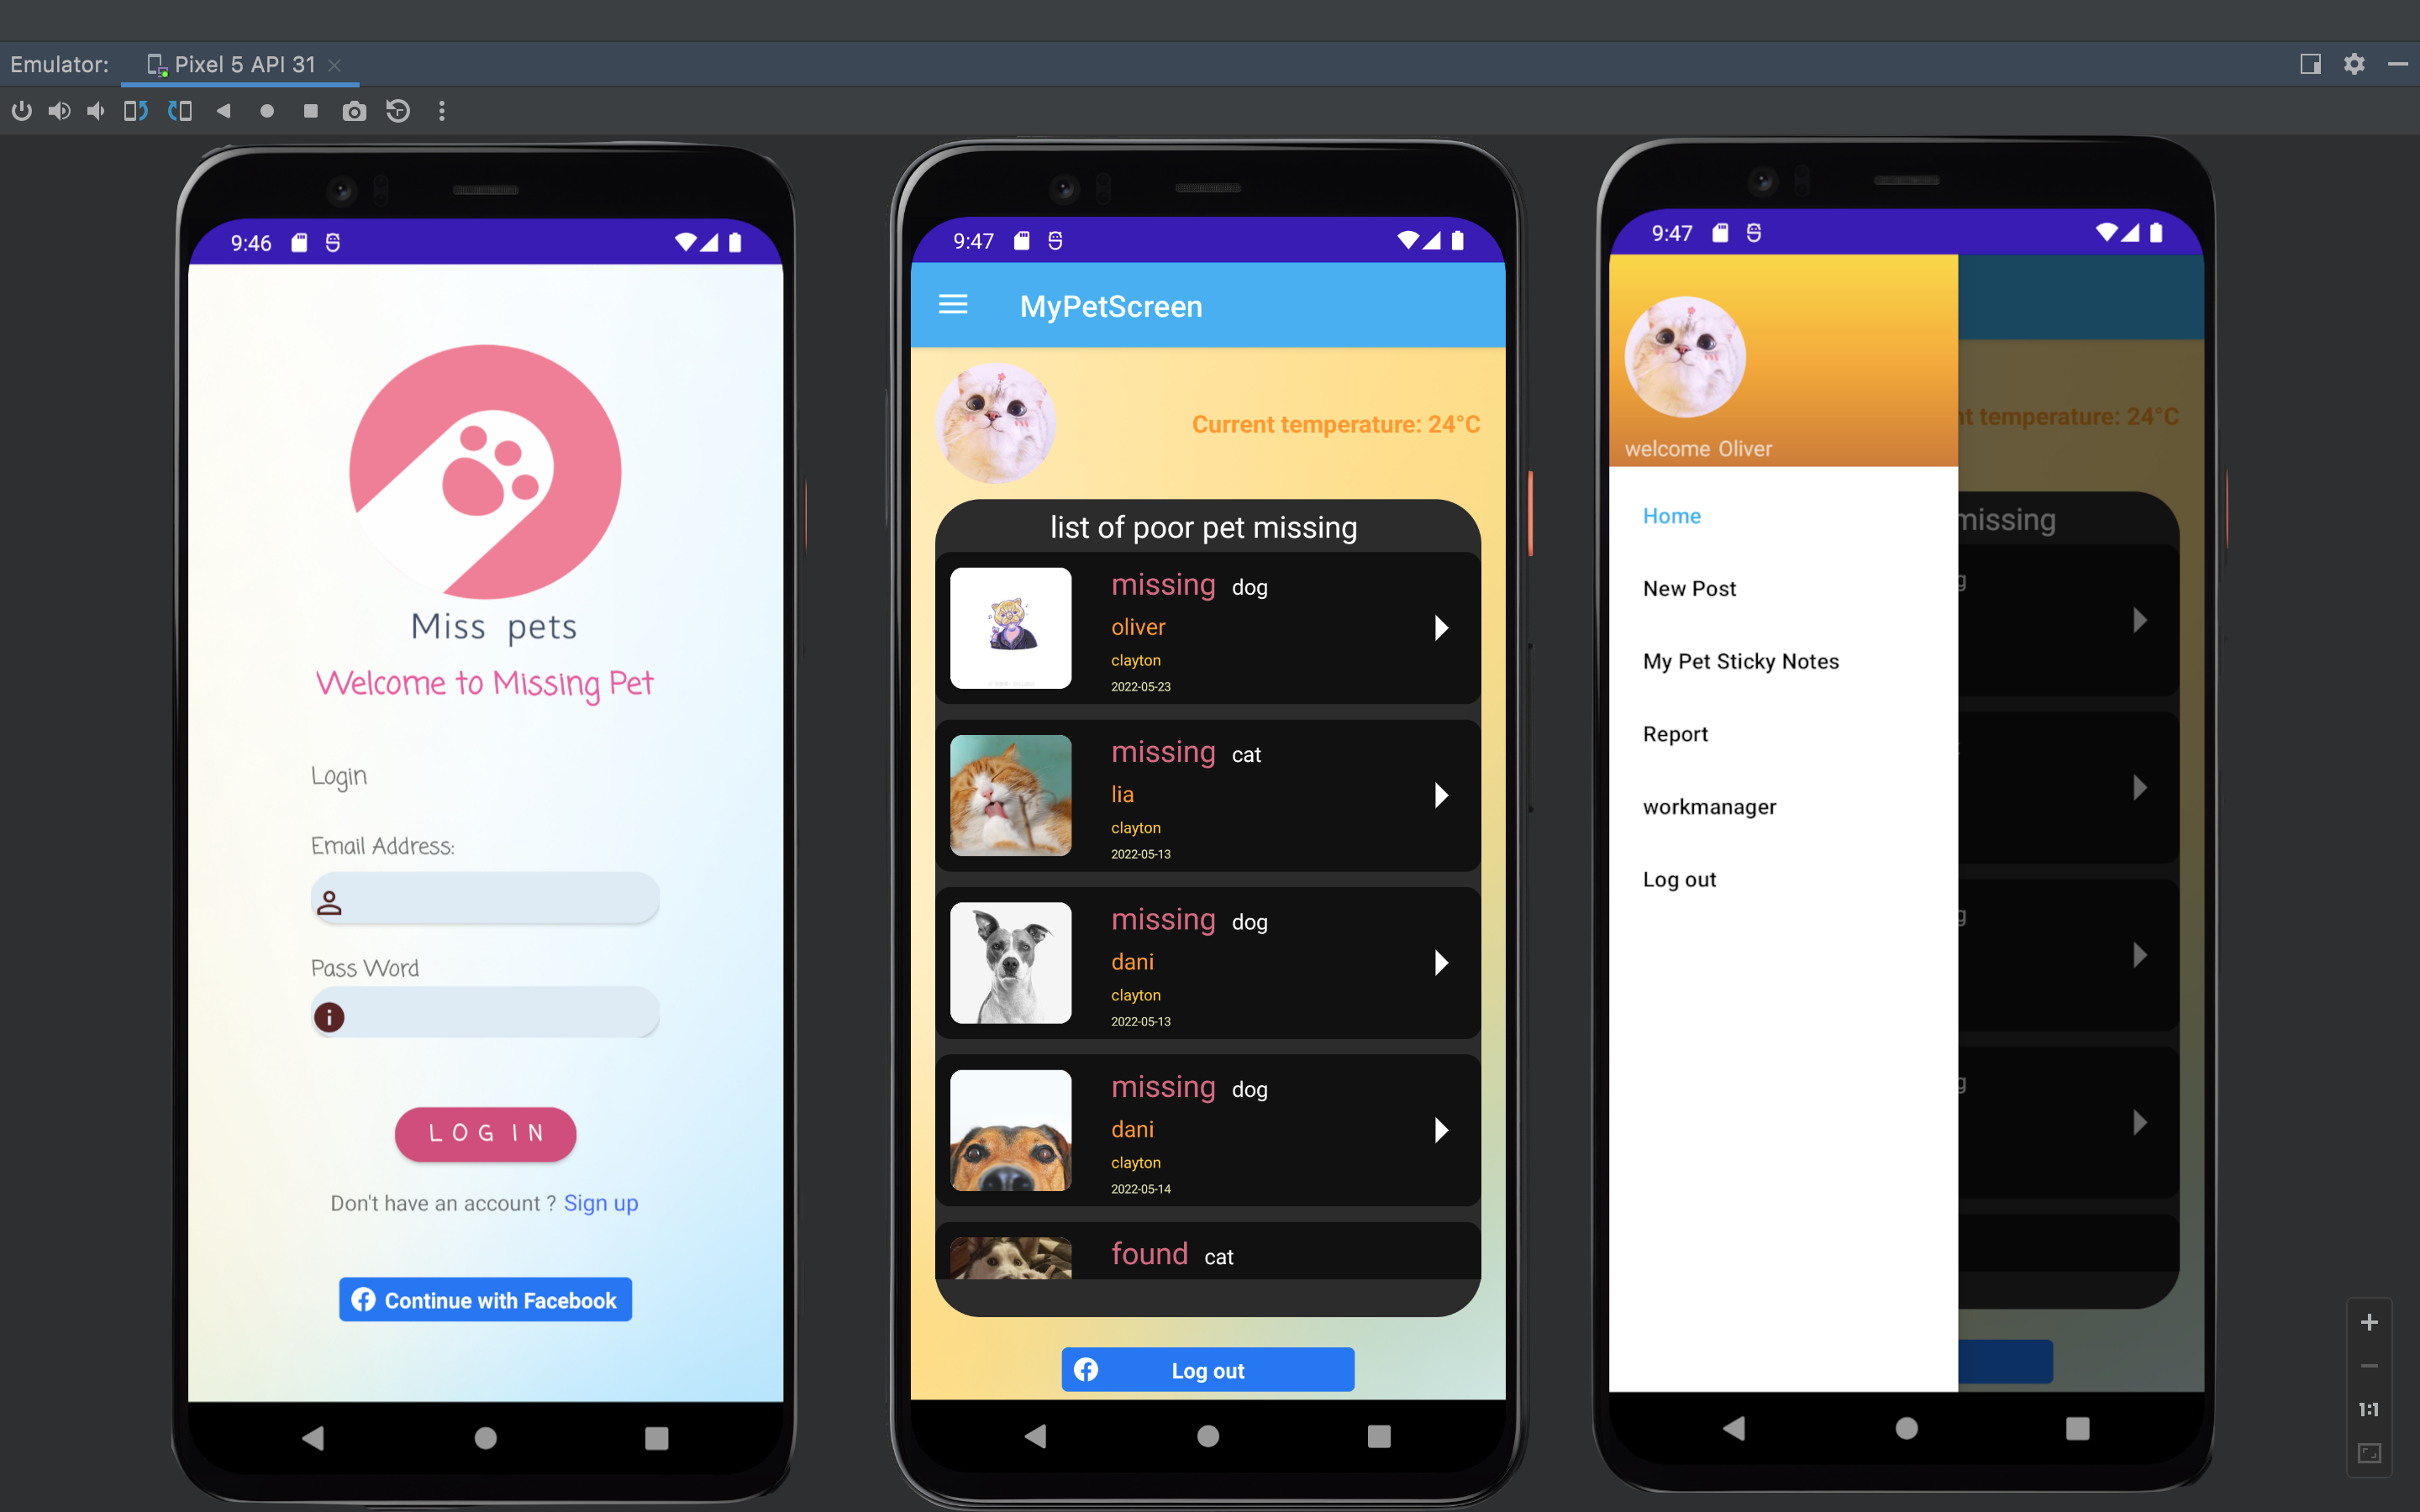 Emulator: Pixel 5 API 31
9:46
Miss pets
Welcome to Missing Pet
Login
Email Address:
Pass Word
LOGIN
Don't have an account ? Sign up
Continue with Facebook
9:47
MyPetScreen
Current temperature: 24°C
list of poor pet missing
missing dog
oliver
clayton
2022-05-23
missing cat
lia
clayton
2022-05-13
missing dog
dani
clayton
2022-05-13
missing dog
dani
clayton
2022-05-14
found cat
Log out
9:47
nt temperature: 24°C
welcome Oliver
missing
Home
New Post
My Pet Sticky Notes
Report
workmanager
Log out
g
g
g
1:1